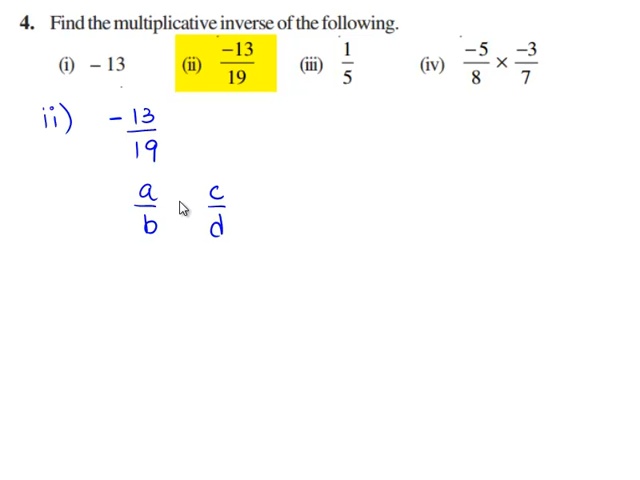 4. Find the multiplicative inverse of the following.
(i) – 13 (ii) −13/19 (iii) 1/5 (iv) −5/8 × −3/7
ii) −13/19
a/b c/d